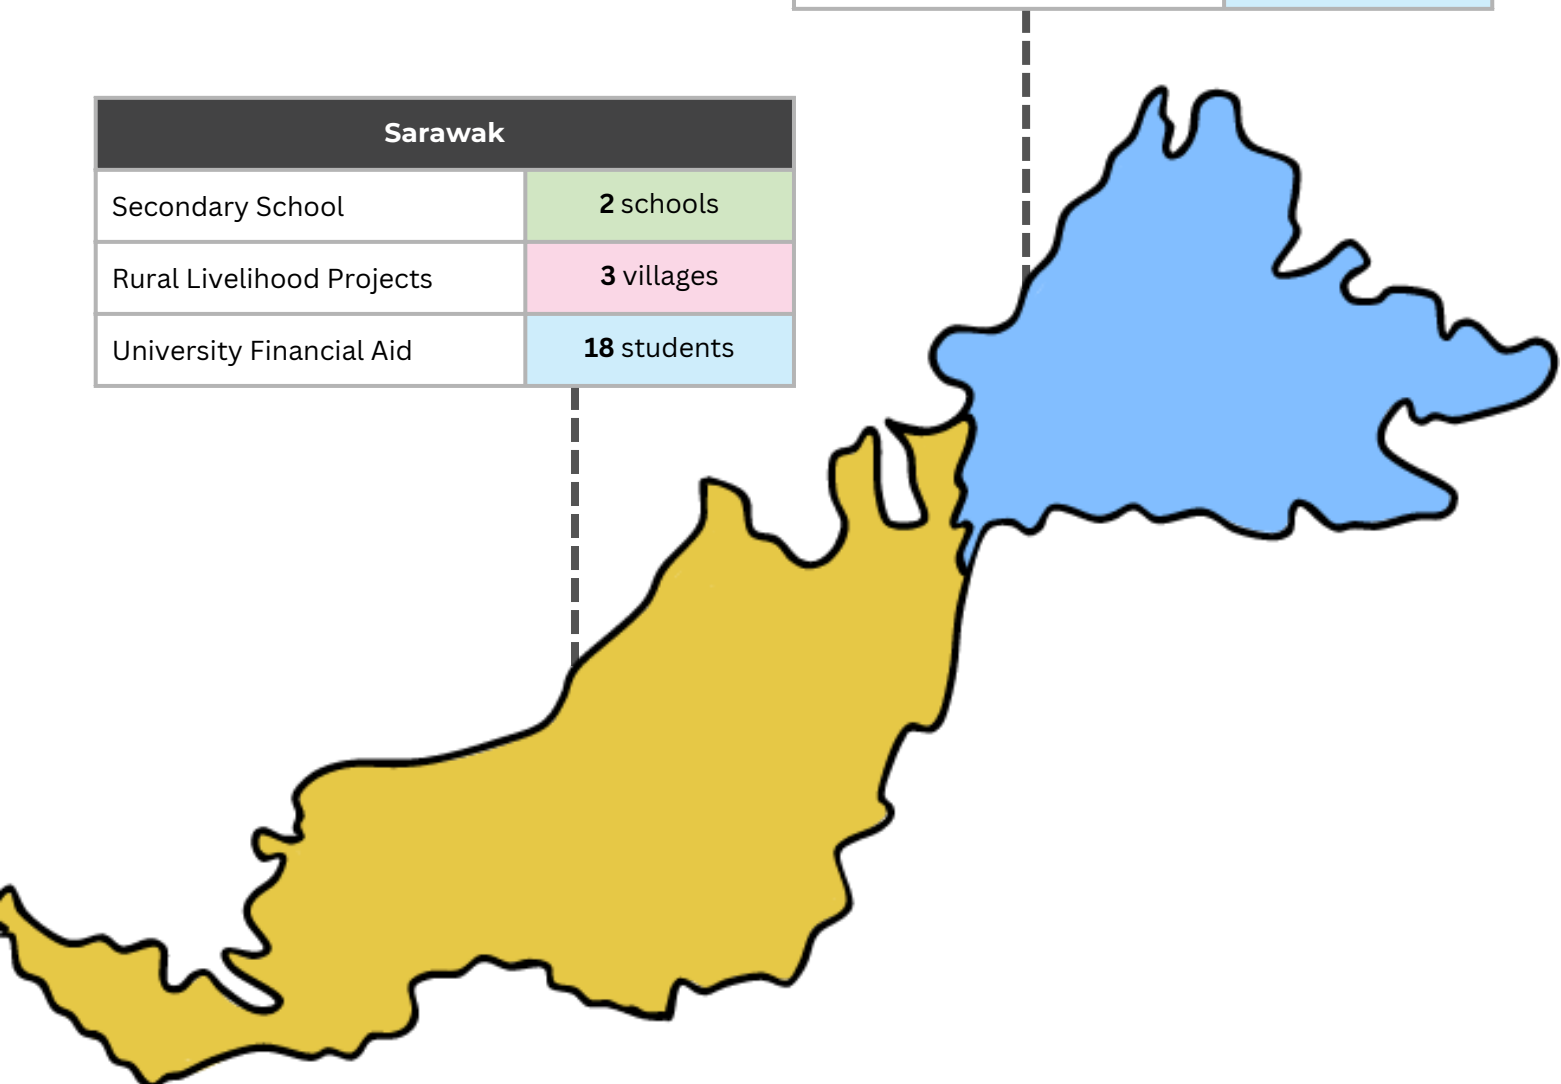 Sarawak
Secondary School 2 schools
Rural Livelihood Projects 3 villages
University Financial Aid 18 students